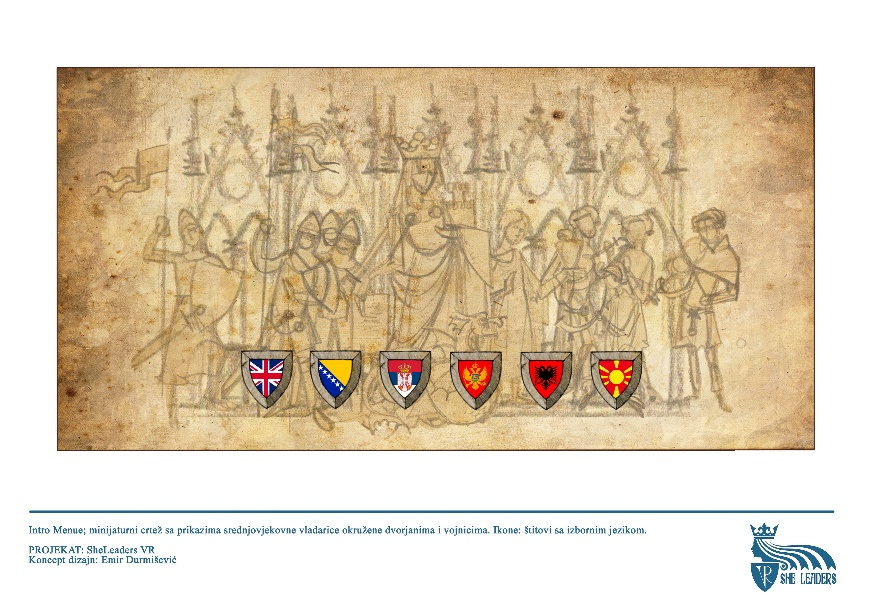 Intro Menue; minijaturni crtež sa prikazima srednjovjekovne vladarice okružene dvorjanima i vojnicima. Ikone: štitovi sa izbornim jezikom.
PROJEKAT: SheLeaders VR
Koncept dizajn: Emir Durmišević
SHE LEADERS